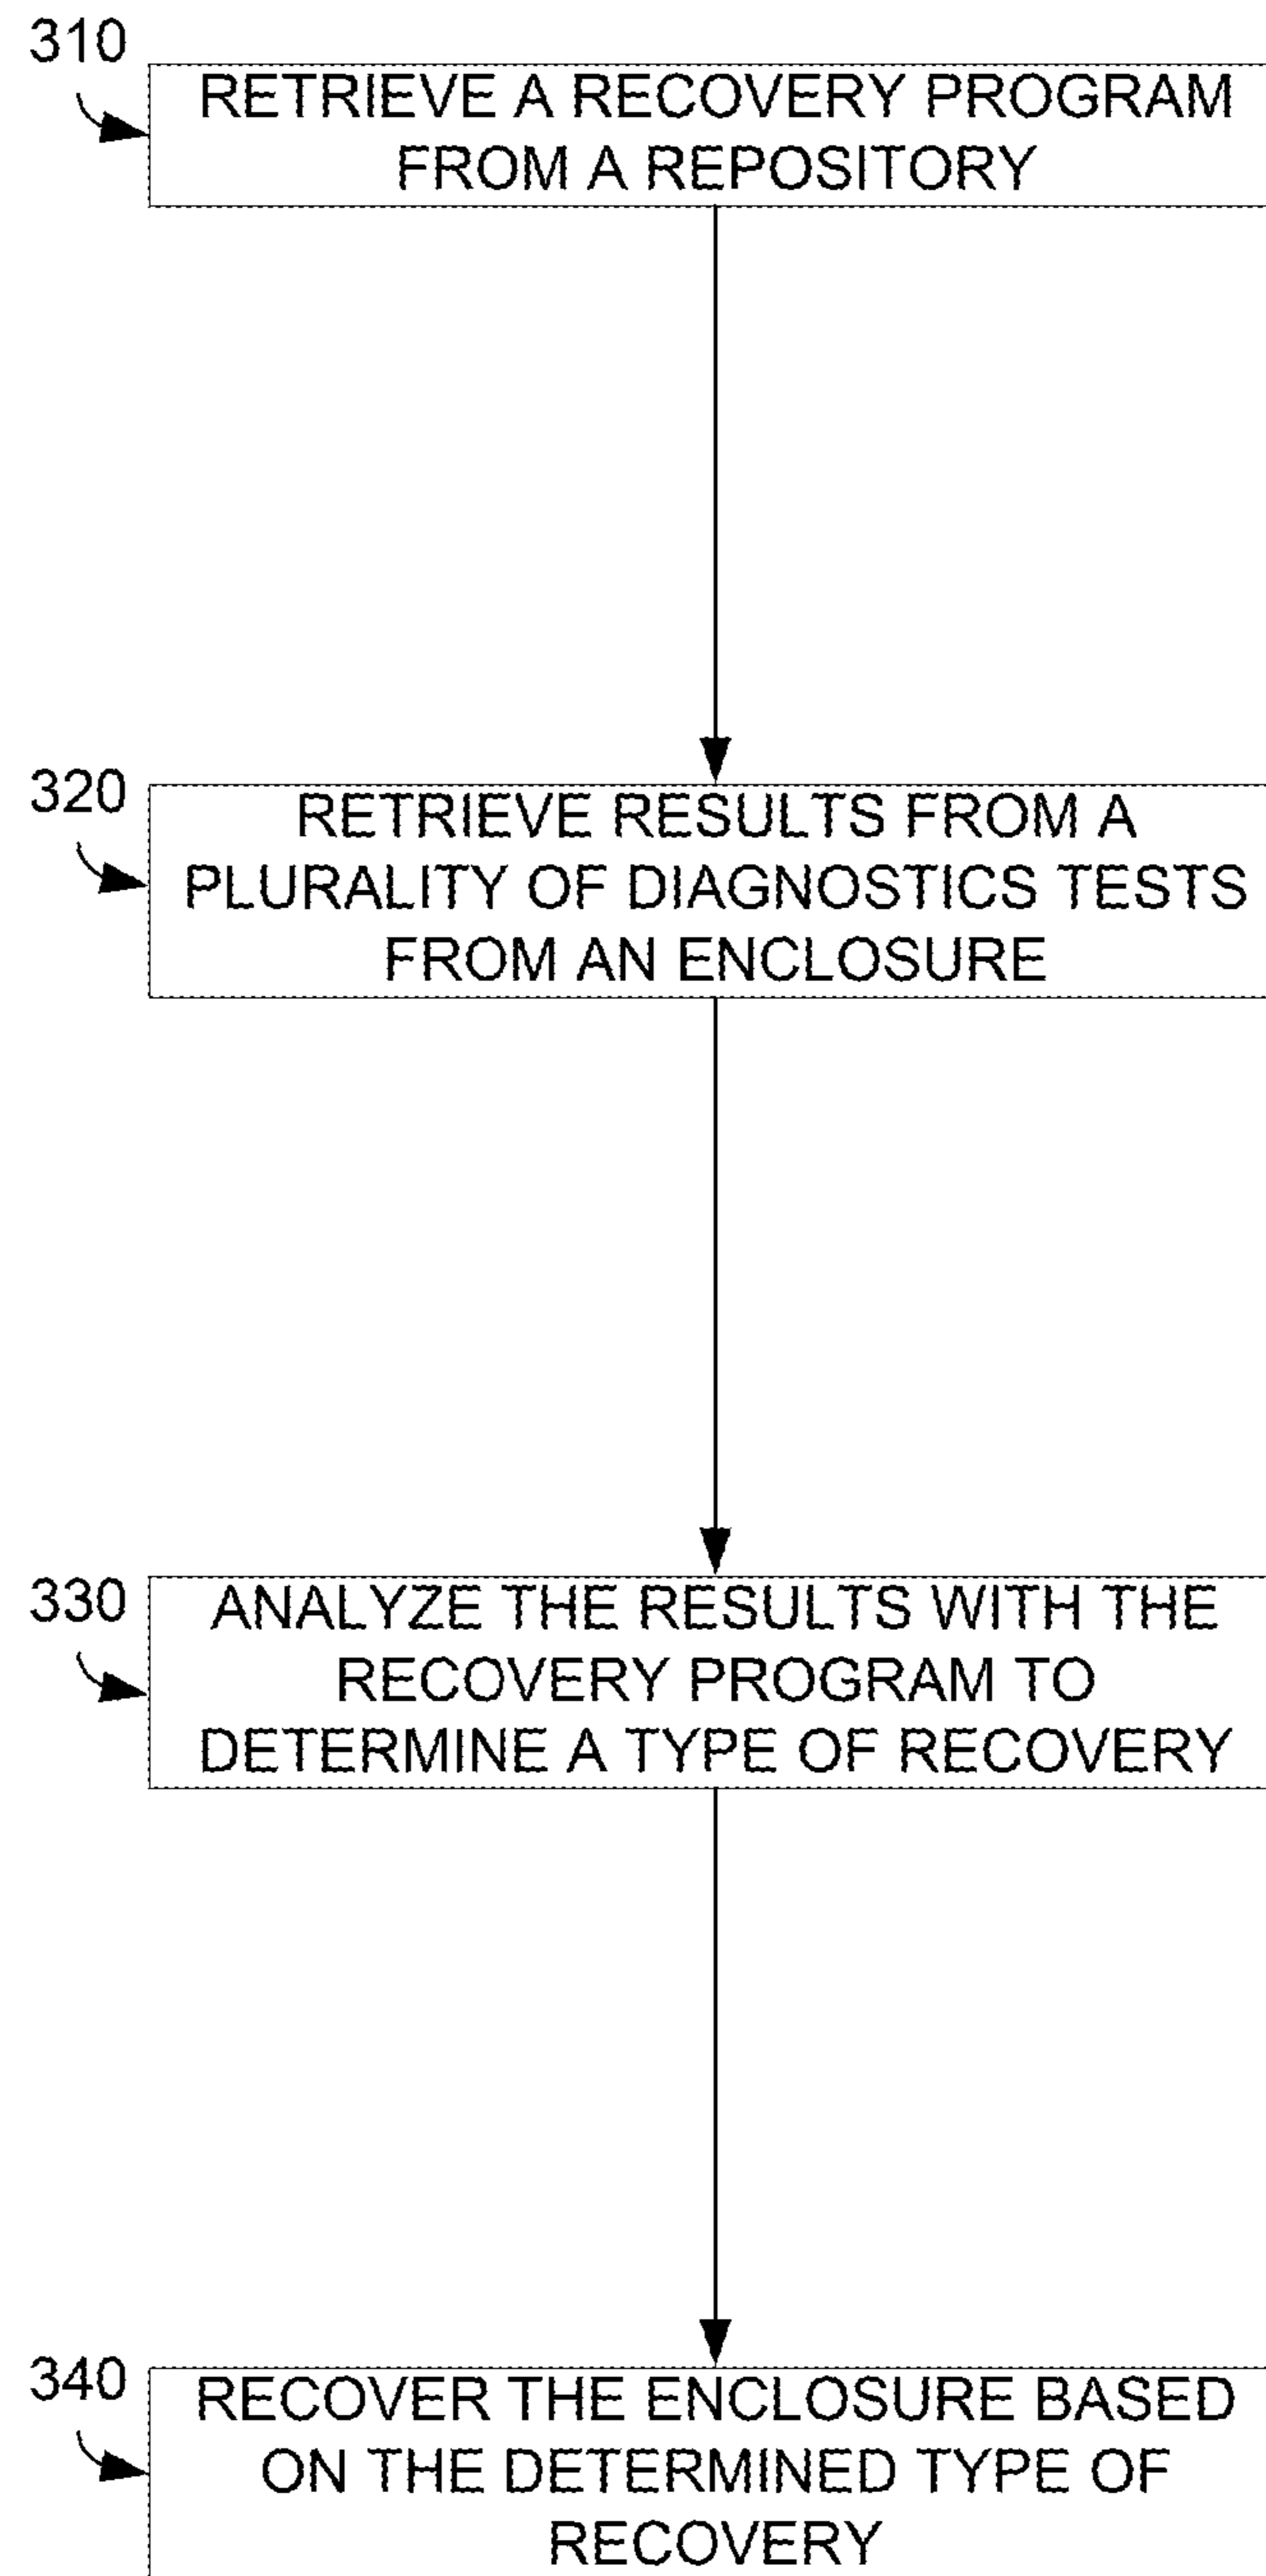 310
RETRIEVE A RECOVERY PROGRAM
FROM A REPOSITORY
320
RETRIEVE RESULTS FROM A
PLURALITY OF DIAGNOSTICS TESTS
FROM AN ENCLOSURE
330
ANALYZE THE RESULTS WITH THE
RECOVERY PROGRAM TO
DETERMINE A TYPE OF RECOVERY
340
RECOVER THE ENCLOSURE BASED
ON THE DETERMINED TYPE OF
RECOVERY